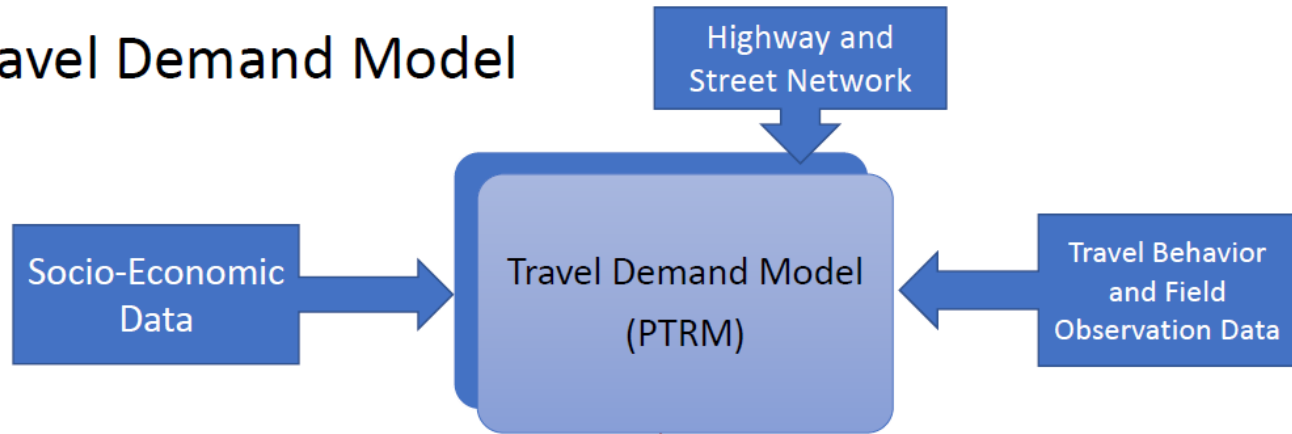 avel Demand Model
Highway and
Street Network
Socio-Economic
Data
Travel Demand Model
(PTRM)
Travel Behavior
and Field
Observation Data